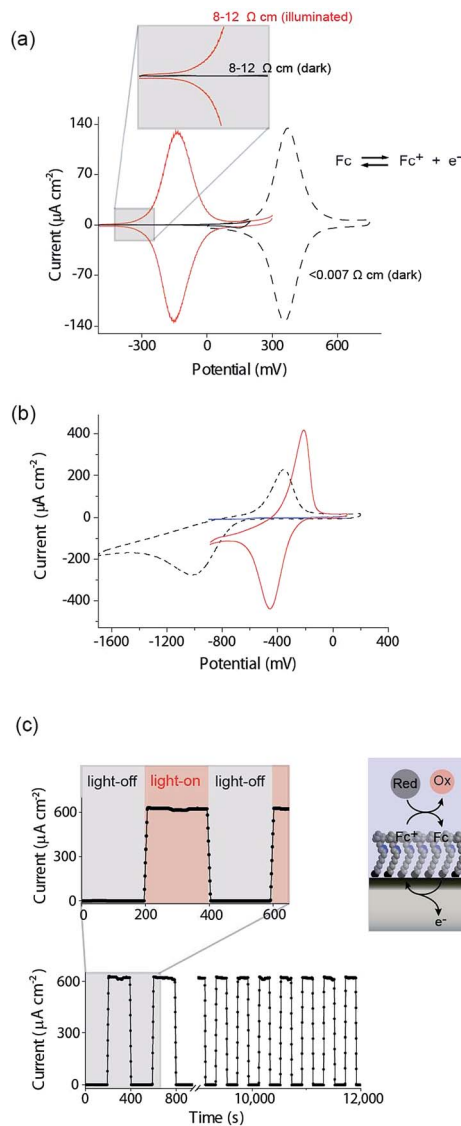 (a)
8-12 Ω cm (illuminated)
8-12 Ω cm (dark)
140
70
0
-70
-140
Current (µA cm⁻²)
Fc ⇌ Fc⁺ + e⁻
<0.007 Ω cm (dark)
-300 0 300 600
Potential (mV)
(b)
400
200
0
-200
-400
Current (µA cm⁻²)
-1600 -1200 -800 -400 0 400
Potential (mV)
(c)
light-off light-on light-off
600
300
0
Current (µA cm⁻²)
0 200 400 600
Red Ox
Fc⁺ Fc
e⁻
600
300
0
Current (µA cm⁻²)
0 400 800 10,000 12,000
Time (s)